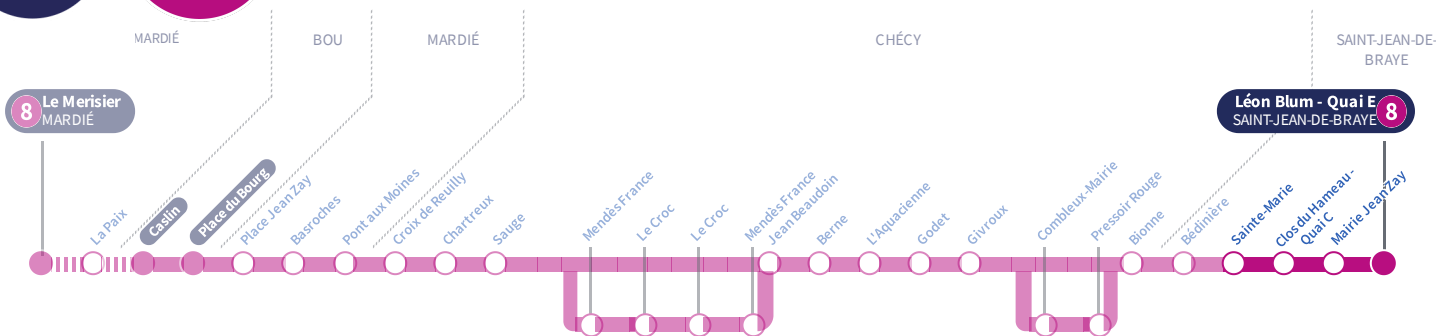 MARDIÉ
BOU
MARDIÉ
CHÉCY
SAINT-JEAN-DE-
BRAYE
8
Le Merisier
MARDIÉ
Léon Blum - Quai E
SAINT-JEAN-DE-BRAYE
8
La Paix
Caslin
Place du Bourg
Place Jean Zay
Basroches
Pont aux Moines
Croix de Reuilly
Chartreux
Sauge
Mendès France
Le Croc
Le Croc
Mendès France
Jean Beaudoin
Berne
L'Aquacienne
Godet
Givroux
Combleux-Mairie
Pressoir Rouge
Bionne
Bédinière
Sainte-Marie
Clos du Hameau-
Quai C
Mairie Jean Zay